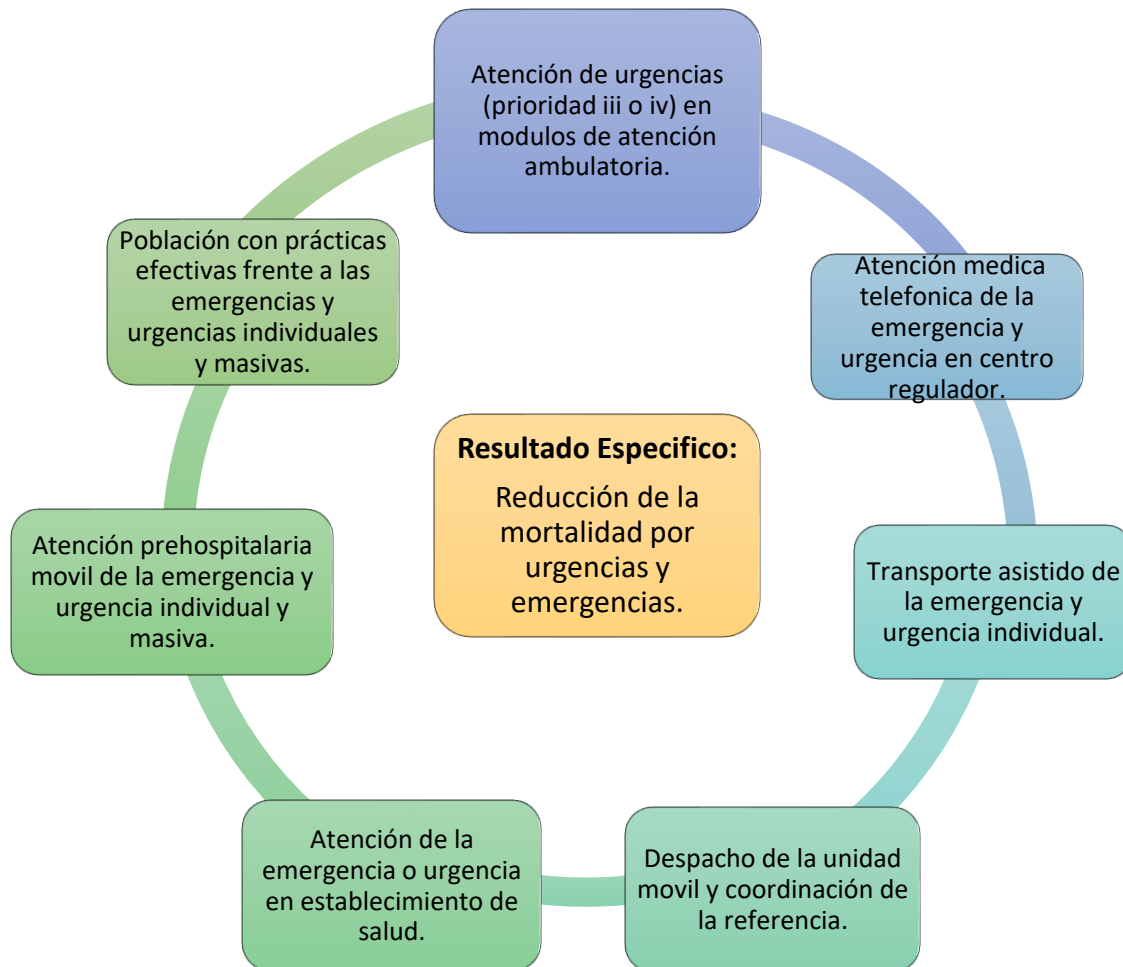 Atención de urgencias
(prioridad iii o iv) en
modulos de atención
ambulatoria.
Atención medica
telefonica de la
emergencia y
urgencia en centro
regulador.
Transporte asistido de
la emergencia y
urgencia individual.
Despacho de la unidad
movil y coordinación de
la referencia.
Atención de la
emergencia o urgencia
en establecimiento de
salud.
Atención prehospitalaria
movil de la emergencia y
urgencia individual y
masiva.
Población con prácticas
efectivas frente a las
emergencias y
urgencias individuales
y masivas.
Resultado Especifico:
Reducción de la
mortalidad por
urgencias y
emergencias.